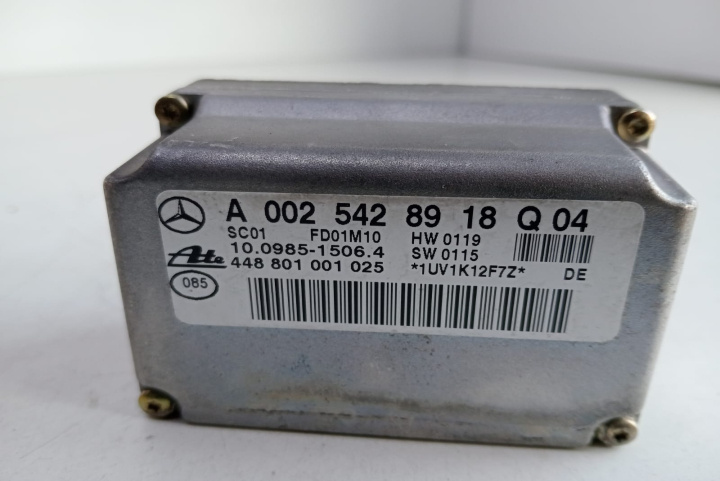 A 002 542 89 18 Q 04
SC01 FD01M10 HW 0119
10.0985-1506.4 SW 0115
Ate 448 801 001 025 *1UV1K12F7Z* DE
085